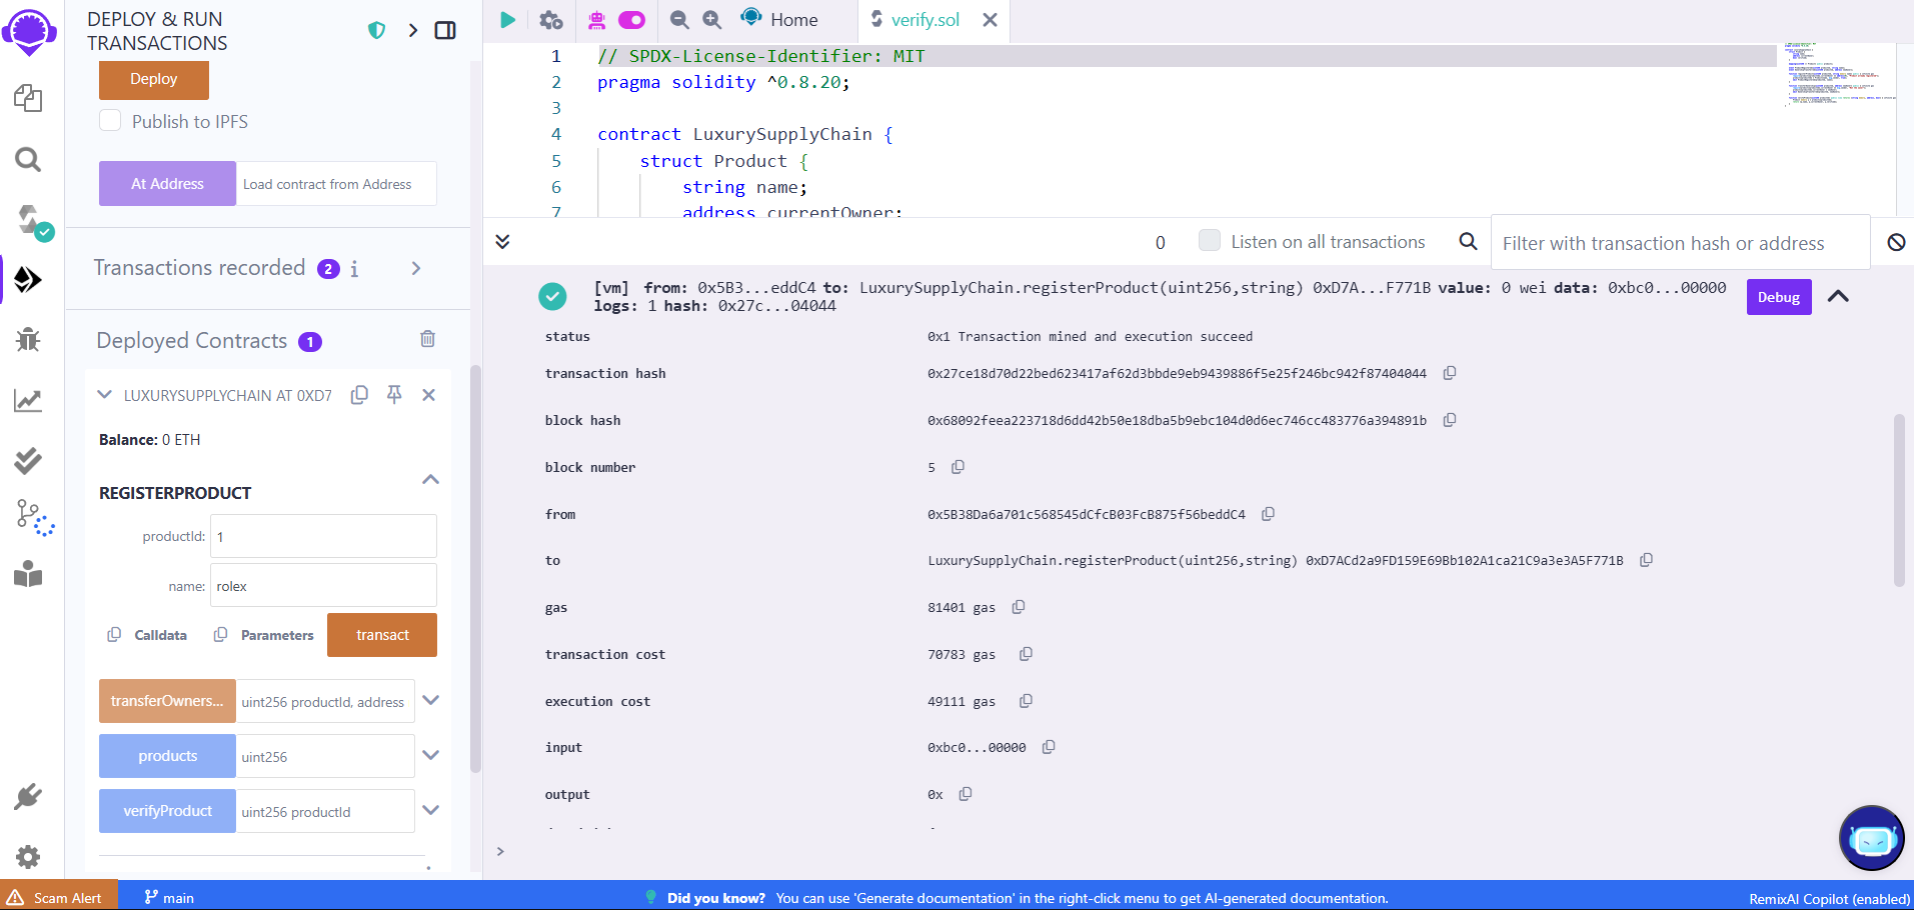 DEPLOY & RUN
TRANSACTIONS
Deploy
Publish to IPFS
At Address
Load contract from Address
Transactions recorded 2 i
Deployed Contracts 1
LUXURYSUPPLYCHAIN AT 0XD7
Balance: 0 ETH
REGISTERPRODUCT
productId: 1
name: rolex
Calldata
Parameters
transact
transferOwners...
uint256 productId, address
products
uint256
verifyProduct
uint256 productId
Home
verify.sol
1 // SPDX-License-Identifier: MIT
2 pragma solidity ^0.8.20;
3
4 contract LuxurySupplyChain {
5 struct Product {
6 string name;
7 address currentOwner;
0
Listen on all transactions
Filter with transaction hash or address
[vm] from: 0x5B3...eddC4 to: LuxurySupplyChain.registerProduct(uint256,string) 0xD7A...F771B value: 0 wei data: 0xbc0...00000
logs: 1 hash: 0x27c...04044
Debug
status 0x1 Transaction mined and execution succeed
transaction hash 0x27ce18d70d22bed623417af62d3bbde9eb9439886f5e25f246bc942f87404044
block hash 0x68092feea223718d6dd42b50e18dba5b9ebc104d0d6ec746cc483776a394891b
block number 5
from 0x5B38Da6a701c568545dCfcB03FcB875f56beddC4
to LuxurySupplyChain.registerProduct(uint256,string) 0xD7ACd2a9FD159E69Bb102A1ca21C9a3e3A5F771B
gas 81401 gas
transaction cost 70783 gas
execution cost 49111 gas
input 0xbc0...00000
output 0x
>
Scam Alert
main
Did you know? You can use 'Generate documentation' in the right-click menu to get AI-generated documentation.
RemixAI Copilot (enabled)